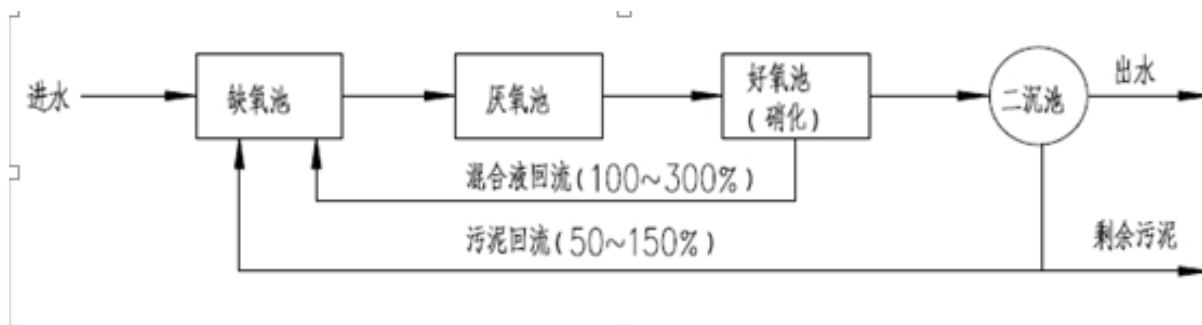 进水
缺氧池
厌氧池
好氧池
(硝化)
二沉池
出水
混合液回流(100~300%)
污泥回流(50~150%)
剩余污泥